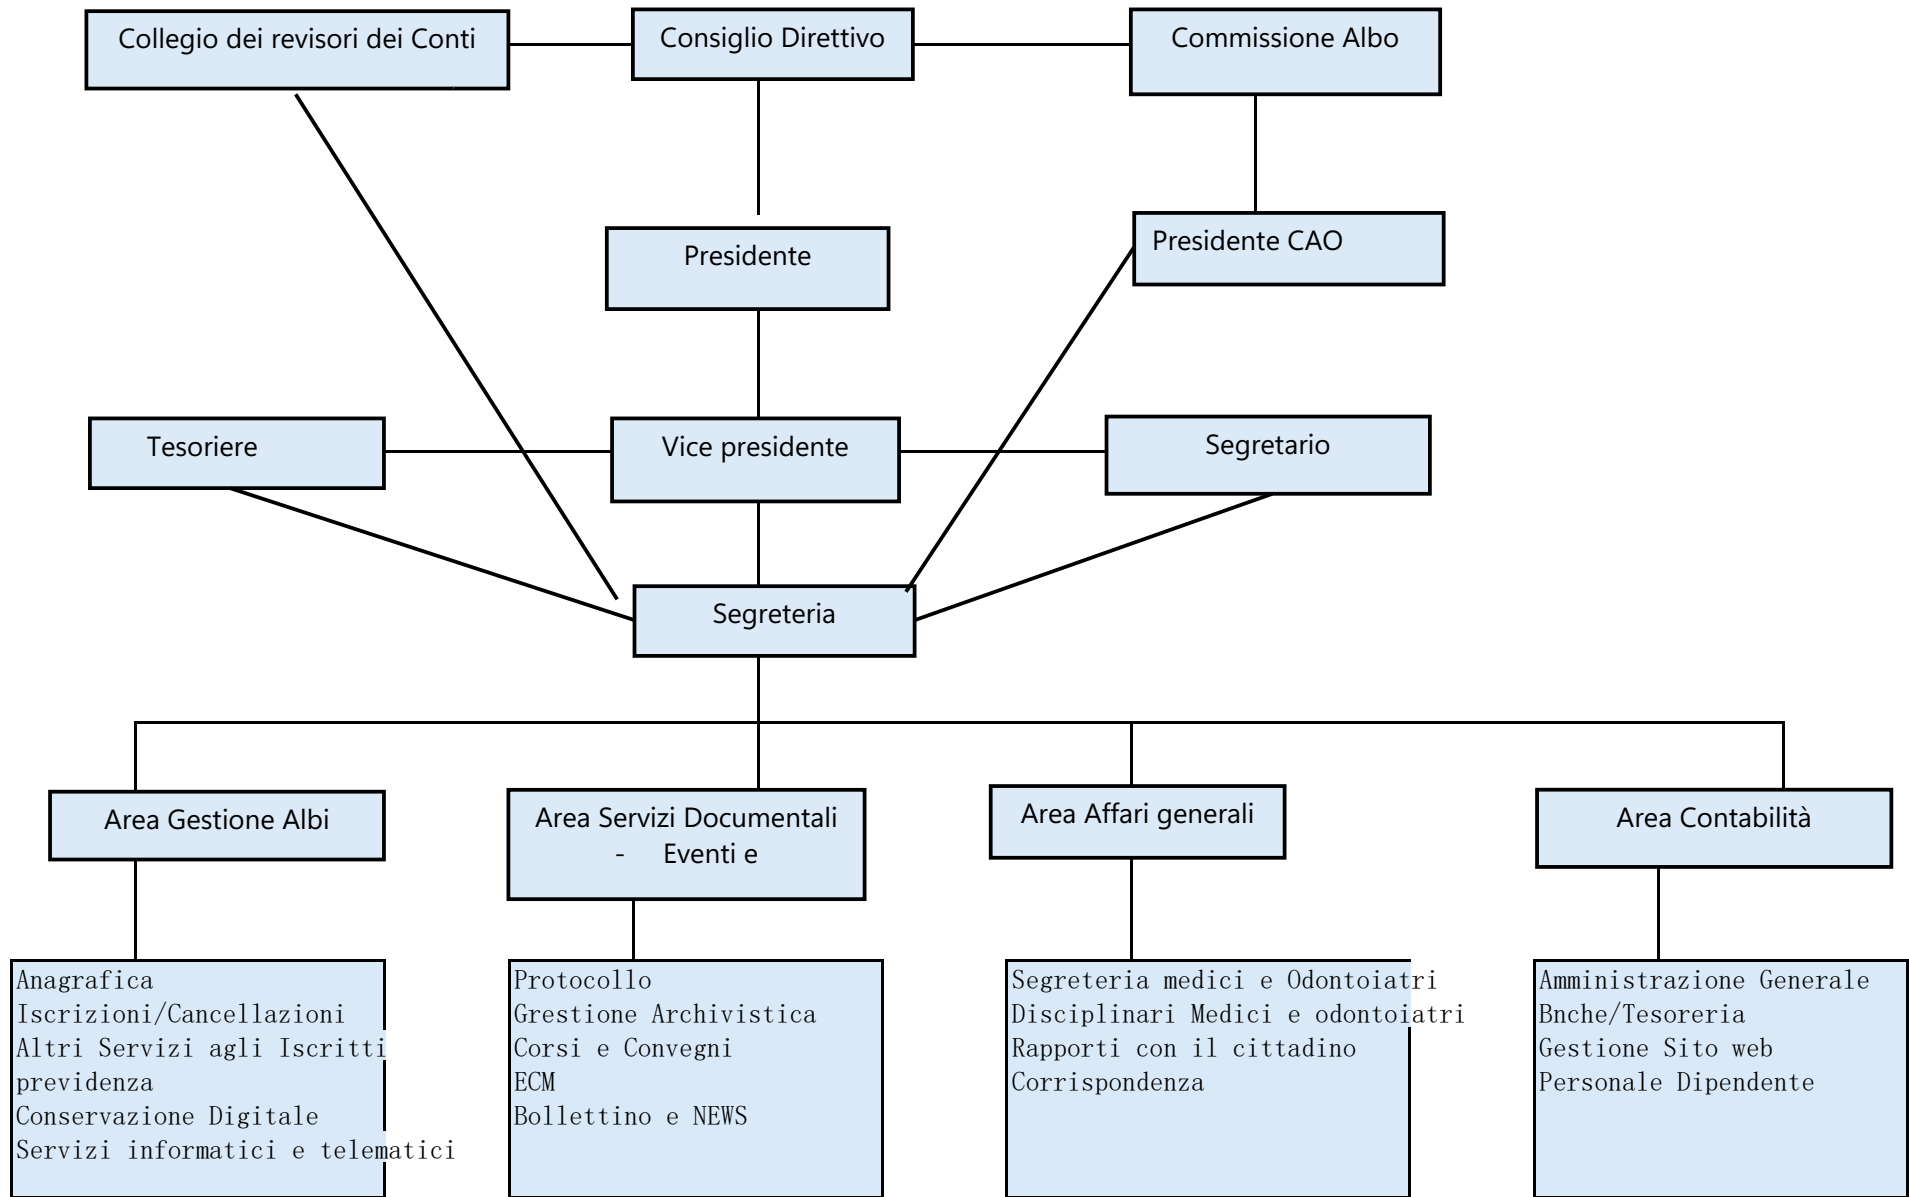 Collegio dei revisori dei Conti
Consiglio Direttivo
Commissione Albo
Presidente
Presidente CAO
Tesoriere
Vice presidente
Segretario
Segreteria
Area Gestione Albi
Area Servizi Documentali
- Eventi e
Area Affari generali
Area Contabilità
Anagrafica
Iscrizioni/Cancellazioni
Altri Servizi agli Iscritti
previdenza
Conservazione Digitale
Servizi informatici e telematici
Protocollo
Grestione Archivistica
Corsi e Convegni
ECM
Bollettino e NEWS
Segreteria medici e Odontoiatri
Disciplinari Medici e odontoiatri
Rapporti con il cittadino
Corrispondenza
Amministrazione Generale
Bnche/Tesoreria
Gestione Sito web
Personale Dipendente